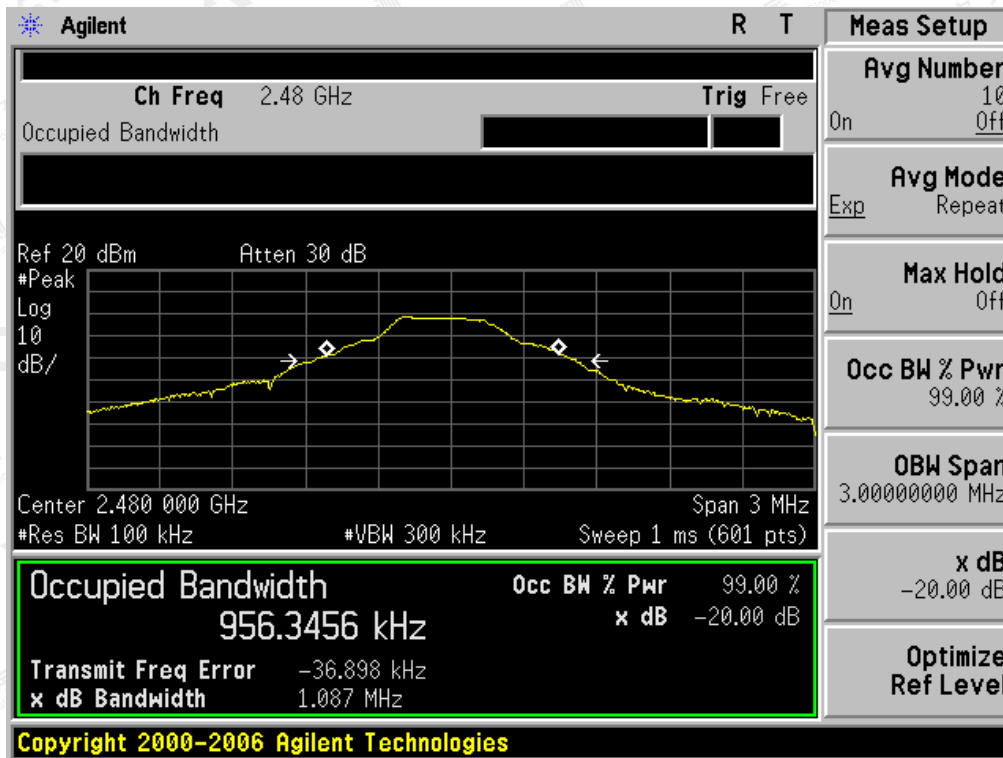 Agilent R T
Ch Freq 2.48 GHz Trig Free
Occupied Bandwidth
Ref 20 dBm Atten 30 dB
#Peak
Log
10
dB/
Center 2.480 000 GHz Span 3 MHz
#Res BW 100 kHz #VBW 300 kHz Sweep 1 ms (601 pts)
Occupied Bandwidth Occ BW % Pwr 99.00 %
956.3456 kHz x dB -20.00 dB
Transmit Freq Error -36.898 kHz
x dB Bandwidth 1.087 MHz
Copyright 2000-2006 Agilent Technologies
Meas Setup
Avg Number
10
On Off
Avg Mode
Exp Repeat
Max Hold
On Off
Occ BW % Pwr
99.00 %
OBW Span
3.00000000 MHz
x dB
-20.00 dB
Optimize
Ref Level